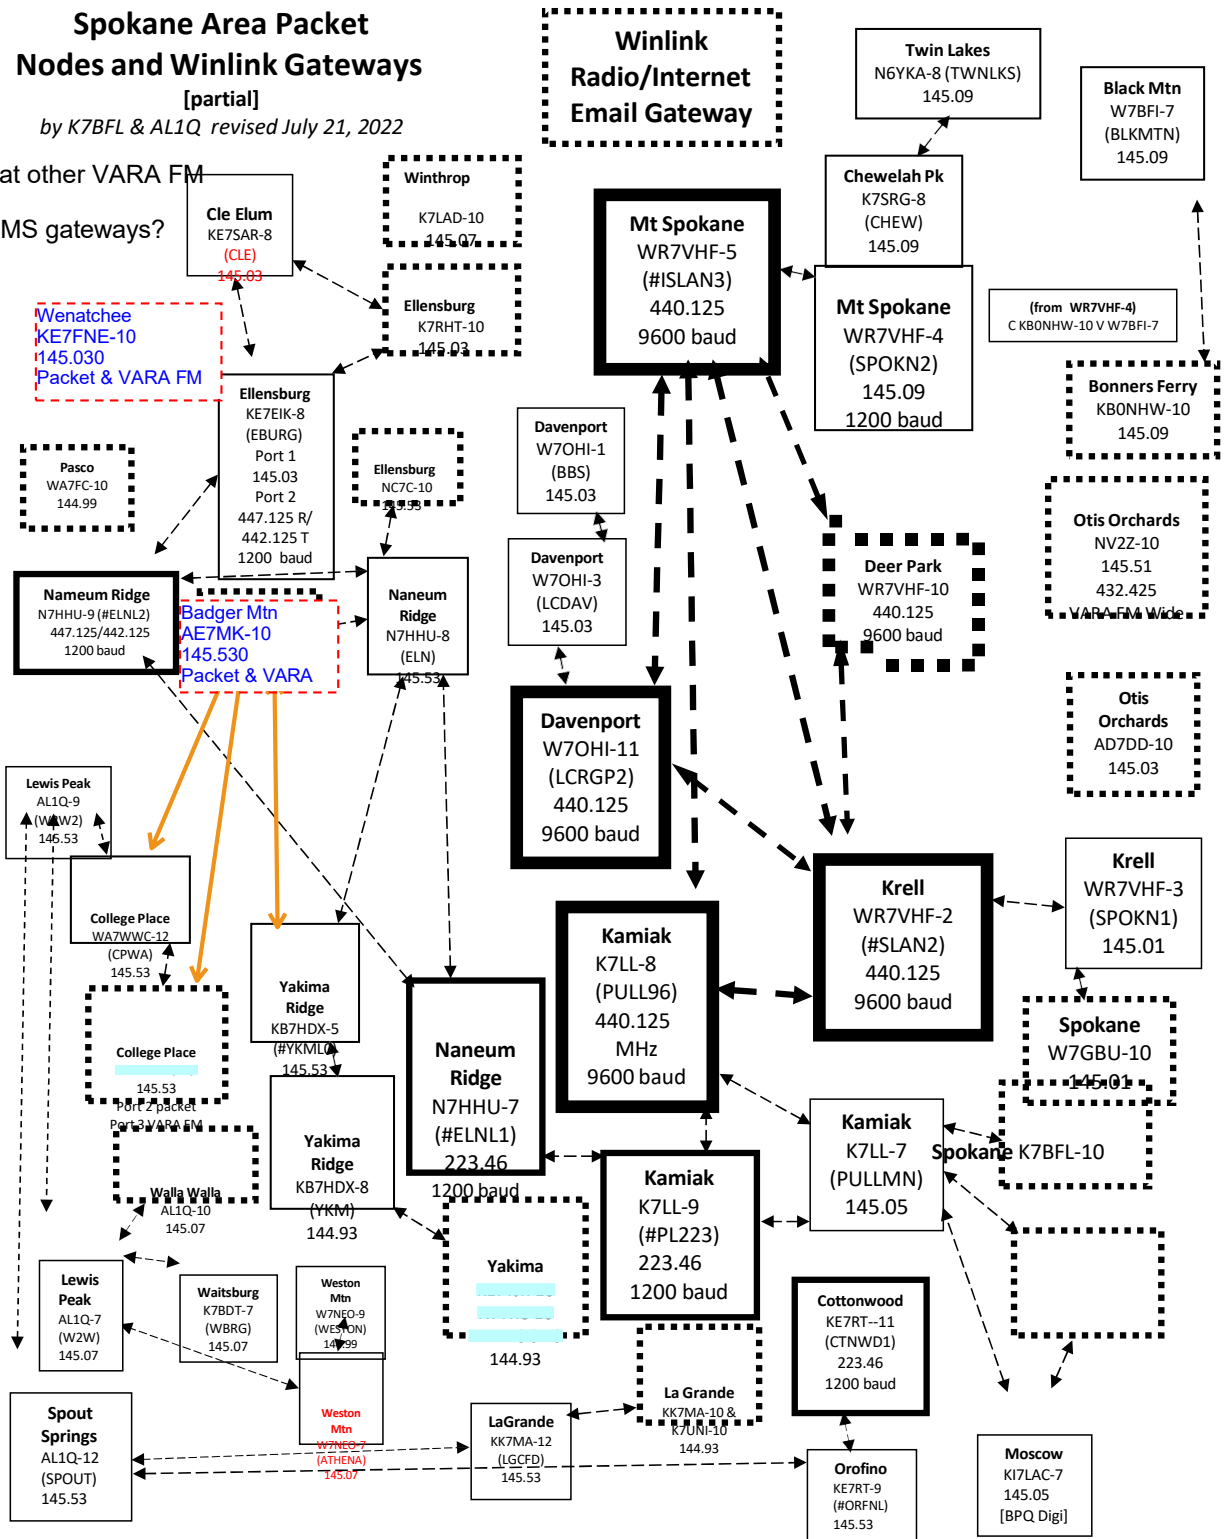 Spokane Area Packet
Nodes and Winlink Gateways
[partial]
by K7BFL & AL1Q  revised July 21, 2022
at other VARA FM
MS gateways?
Winlink
Radio/Internet
Email Gateway
Twin Lakes
N6YKA-8 (TWNLKS)
145.09
Black Mtn
W7BFI-7
(BLKMTN)
145.09
Cle Elum
KE7SAR-8
(CLE)
145.03
Winthrop
K7LAD-10
145.07
Mt Spokane
WR7VHF-5
(#ISLAN3)
440.125
9600 baud
Chewelah Pk
K7SRG-8
(CHEW)
145.09
Mt Spokane
WR7VHF-4
(SPOKN2)
145.09
1200 baud
(from  WR7VHF-4)
C KB0NHW-10 V W7BFI-7
Wenatchee
KE7FNE-10
145.030
Packet & VARA FM
Ellensburg
K7RHT-10
145.03
Ellensburg
KE7EIK-8
(EBURG)
Port 1
145.03
Port 2
447.125 R/
442.125 T
1200  baud
Bonners Ferry
KB0NHW-10
145.09
Pasco
WA7FC-10
144.99
Ellensburg
NC7C-10
145.53
Davenport
W7OHI-1
(BBS)
145.03
Otis Orchards
NV2Z-10
145.51
432.425
VARA FM Wide
Davenport
W7OHI-3
(LCDAV)
145.03
Deer Park
WR7VHF-10
440.125
9600 baud
Nameum Ridge
N7HHU-9 (#ELNL2)
447.125/442.125
1200 baud
Badger Mtn
AE7MK-10
145.530
Packet & VARA
Naneum
Ridge
N7HHU-8
(ELN)
145.53
Otis
Orchards
AD7DD-10
145.03
Davenport
W7OHI-11
(LCRGP2)
440.125
9600 baud
Lewis Peak
AL1Q-9
(W2W2)
145.53
College Place
WA7WWC-12
(CPWA)
145.53
Krell
WR7VHF-2
(#SLAN2)
440.125
9600 baud
Krell
WR7VHF-3
(SPOKN1)
145.01
Kamiak
K7LL-8
(PULL96)
440.125
MHz
9600 baud
Yakima
Ridge
KB7HDX-5
(#YKML0)
145.53
College Place
145.53
Port 2 packet
Port 3 VARA FM
Naneum
Ridge
N7HHU-7
(#ELNL1)
223.46
1200 baud
Spokane
W7GBU-10
145.01
Spokane K7BFL-10
Kamiak
K7LL-7
(PULLMN)
145.05
Yakima
Ridge
KB7HDX-8
(YKM)
144.93
Kamiak
K7LL-9
(#PL223)
223.46
1200 baud
Walla Walla
AL1Q-10
145.07
Yakima
144.93
Lewis
Peak
AL1Q-7
(W2W)
145.07
Waitsburg
K7BDT-7
(WBRG)
145.07
Weston
Mtn
W7NEO-9
(WESTON)
144.99
Cottonwood
KE7RT--11
(CTNWD1)
223.46
1200 baud
Weston
Mtn
W7NEO-7
(ATHENA)
145.07
La Grande
KK7MA-10 &
K7UNI-10
144.93
Spout
Springs
AL1Q-12
(SPOUT)
145.53
LaGrande
KK7MA-12
(LGCFD)
145.53
Orofino
KE7RT-9
(#ORFNL)
145.53
Moscow
KI7LAC-7
145.05
[BPQ Digi]